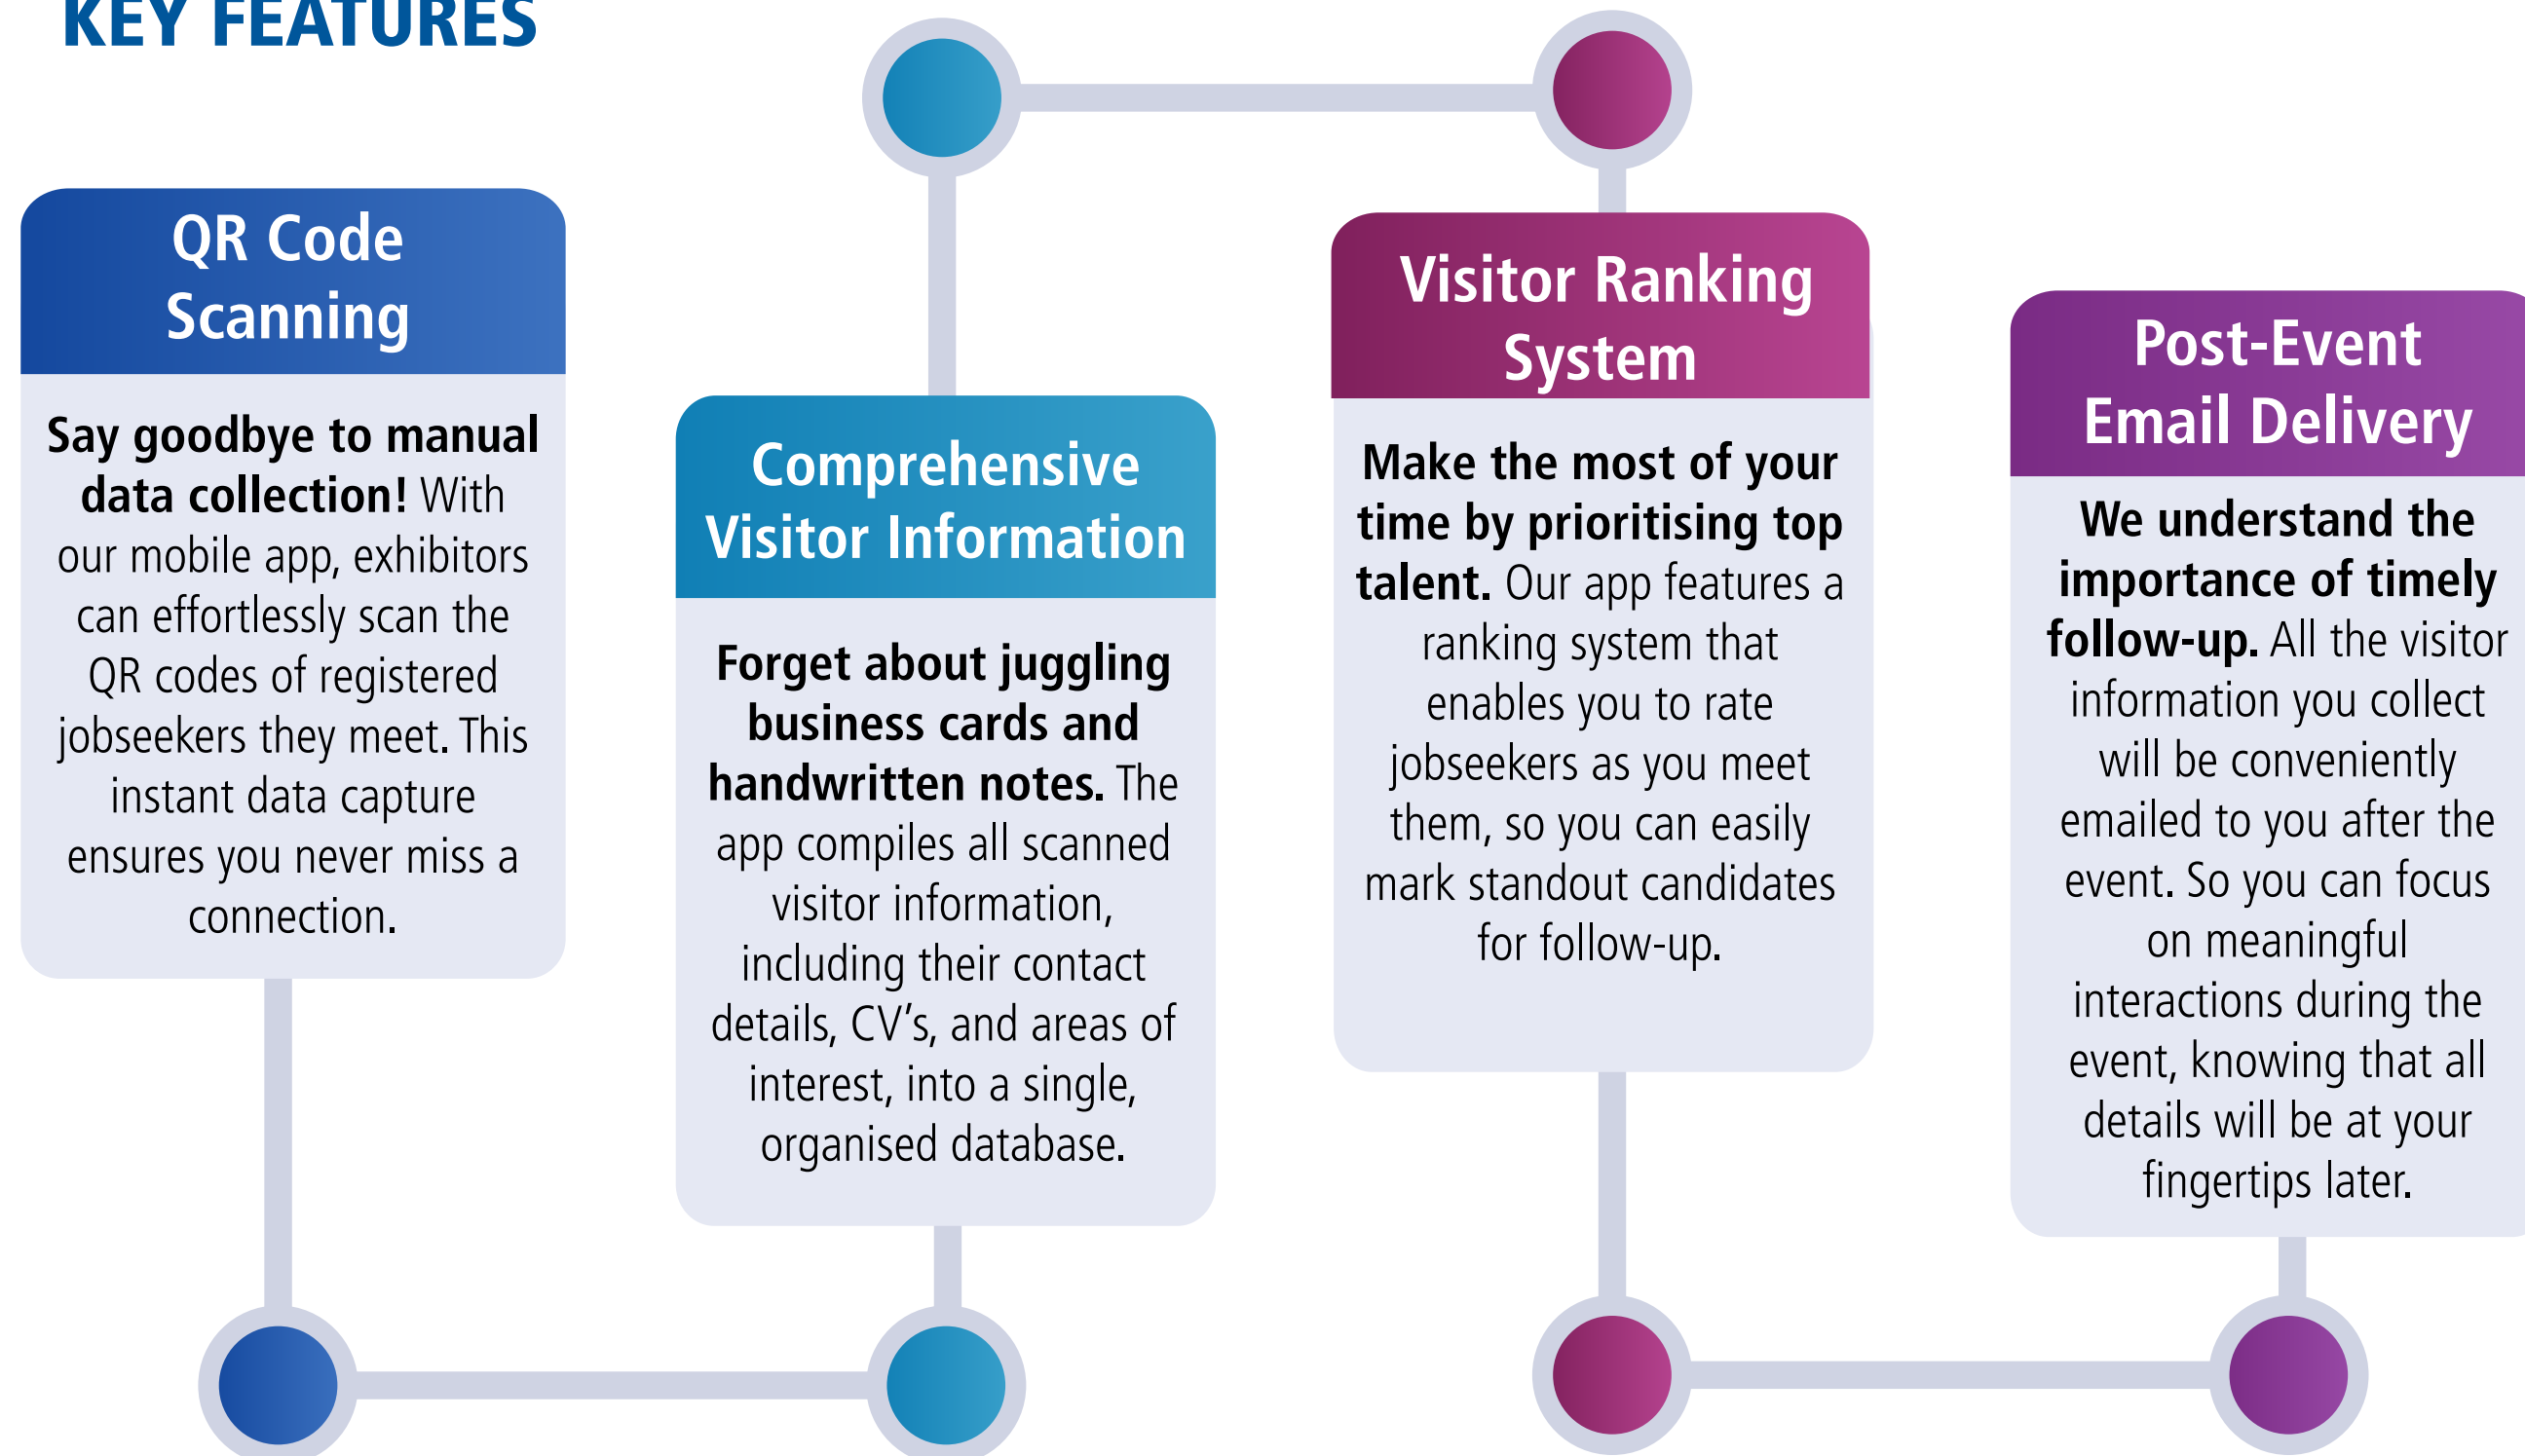 KEY FEATURES
QR Code
Scanning
Say goodbye to manual
data collection! With
our mobile app, exhibitors
can effortlessly scan the
QR codes of registered
jobseekers they meet. This
instant data capture
ensures you never miss a
connection.
Comprehensive
Visitor Information
Forget about juggling
business cards and
handwritten notes. The
app compiles all scanned
visitor information,
including their contact
details, CV’s, and areas of
interest, into a single,
organised database.
Visitor Ranking
System
Make the most of your
time by prioritising top
talent. Our app features a
ranking system that
enables you to rate
jobseekers as you meet
them, so you can easily
mark standout candidates
for follow-up.
Post-Event
Email Delivery
We understand the
importance of timely
follow-up. All the visitor
information you collect
will be conveniently
emailed to you after the
event. So you can focus
on meaningful
interactions during the
event, knowing that all
details will be at your
fingertips later.